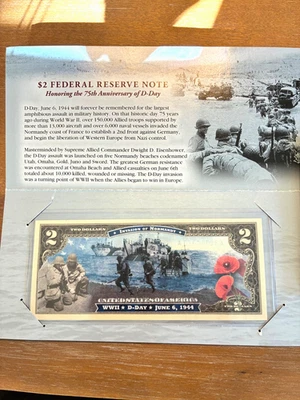 $2 FEDERAL RESERVE NOTE
Honoring the 75th Anniversary of D-Day
D-Day, June 6, 1944 will forever be remembered for the largest
amphibious assault in military history. On that historic day 75 years
ago during World War II, over 150,000 Allied troops supported by
more than 13,000 aircraft and over 6,000 naval vessels invaded the
Normandy coast of France to establish a 2nd front against Germany
and begin the liberation of Western Europe from Nazi control.
Masterminded by Supreme Allied Commander Dwight D. Eisenhower,
the D-Day assault was launched on five Normandy beaches codenamed
Utah, Omaha, Gold, Juno and Sword. The greatest German resistance
was encountered at Omaha Beach and Allied casualties on June 6th
totaled about 10,000 killed, wounded or missing. The D-Day invasion
was a turning point of WWII when the Allies began to win in Europe.
2 TWO DOLLARS INVASION OF NORMANDY TWO DOLLARS 2
UNITED STATES OF AMERICA
WWII ★ D-DAY ★ JUNE 6, 1944